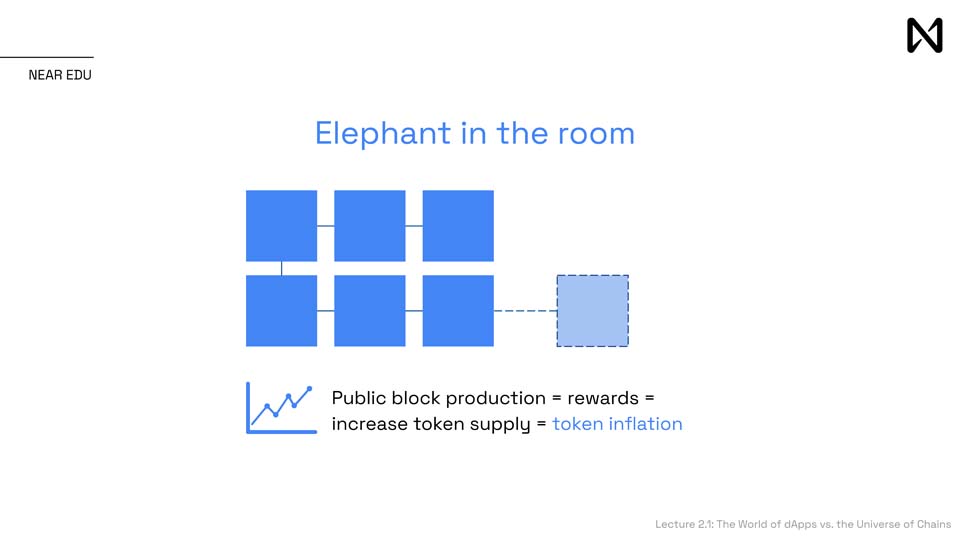 NEAR EDU
Elephant in the room
Public block production = rewards =
increase token supply = token inflation
Lecture 2.1: The World of dApps vs. the Universe of Chains